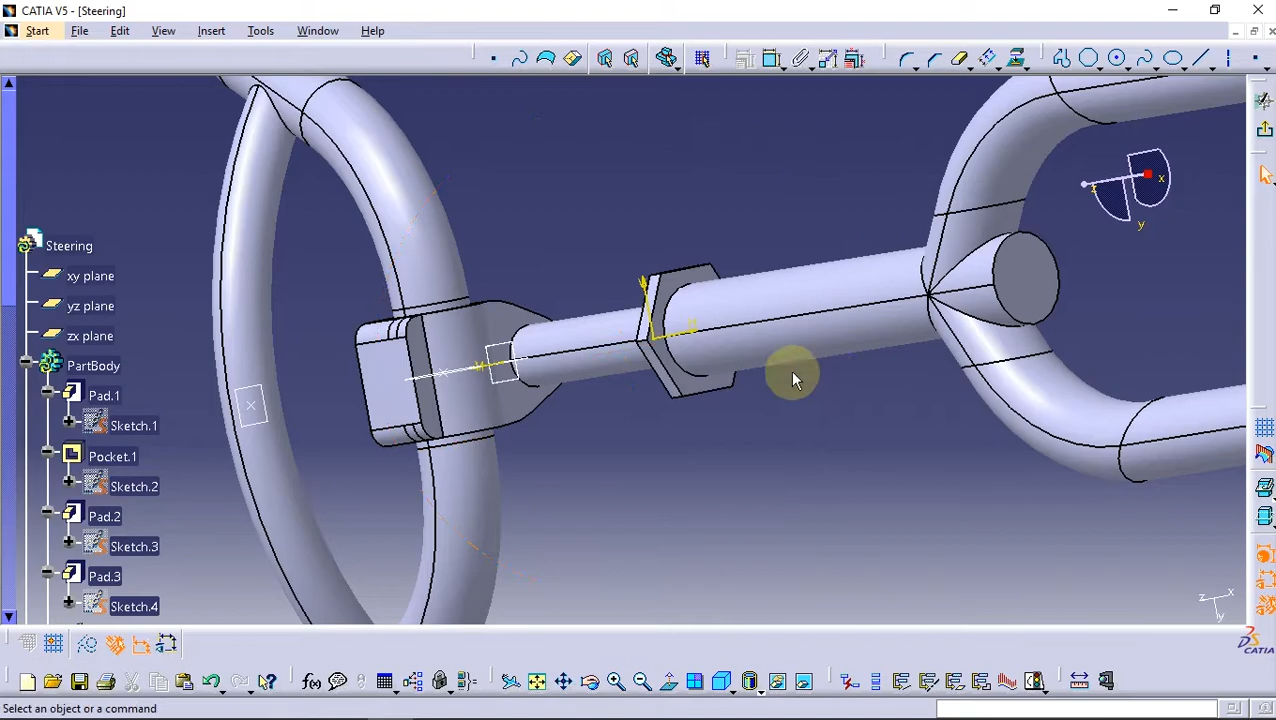 CATIA V5 - [Steering]
Start File Edit View Insert Tools Window Help
x
z
y
Steering
xy plane
yz plane
zx plane
PartBody
Pad.1
Sketch.1
Pocket.1
Sketch.2
Pad.2
Sketch.3
Pad.3
Sketch.4
z x
y
CATIA
f(x)
Select an object or a command